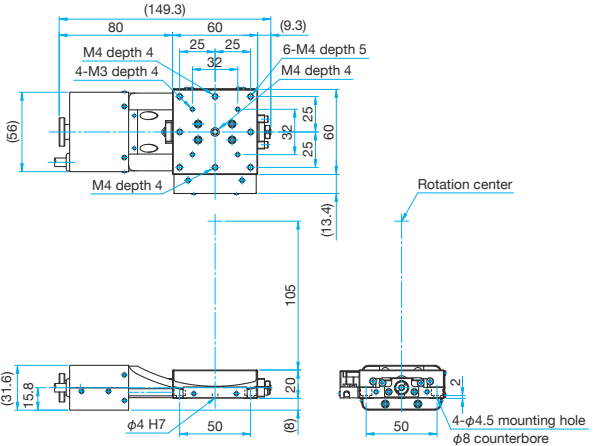 (149.3)
80
60
(9.3)
25
25
M4 depth 4
6-M4 depth 5
4-M3 depth 4
32
M4 depth 4
(56)
25
32
25
60
M4 depth 4
(13.4)
Rotation center
105
(31.6)
15.8
20
(8)
2
φ4 H7
50
50
4-φ4.5 mounting hole
φ8 counterbore